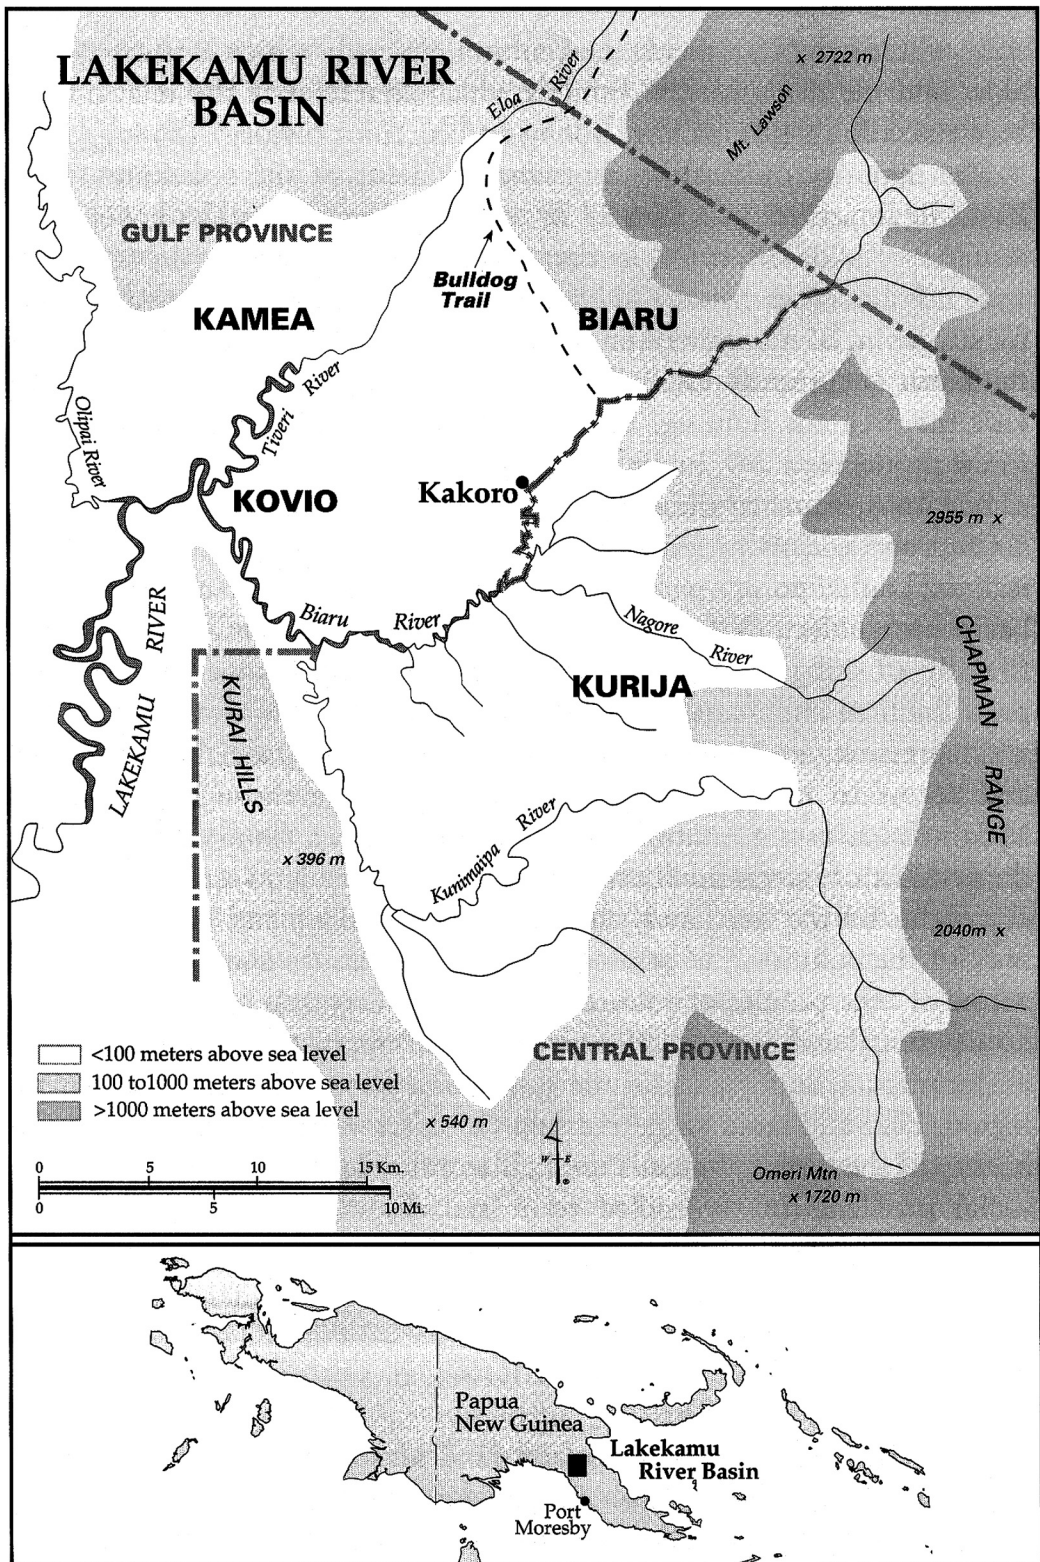 LAKEKAMU RIVER
BASIN
Eloa River
x 2722 m
Mt. Lawson
GULF PROVINCE
Bulldog
Trail
KAMEA
BIARU
Tiveri River
Olipai River
Kakoro
KOVIO
2955 m x
Biaru River
Nagore River
LAKEKAMU RIVER
KURIJA
KURAI HILLS
CHAPMAN RANGE
Kunimaipa River
x 396 m
2040m x
CENTRAL PROVINCE
<100 meters above sea level
100 to1000 meters above sea level
>1000 meters above sea level
x 540 m
W E
Omeri Mtn
x 1720 m
0 5 10 15 Km.
0 5 10 Mi.
Papua
New Guinea
Lakekamu
River Basin
Port
Moresby